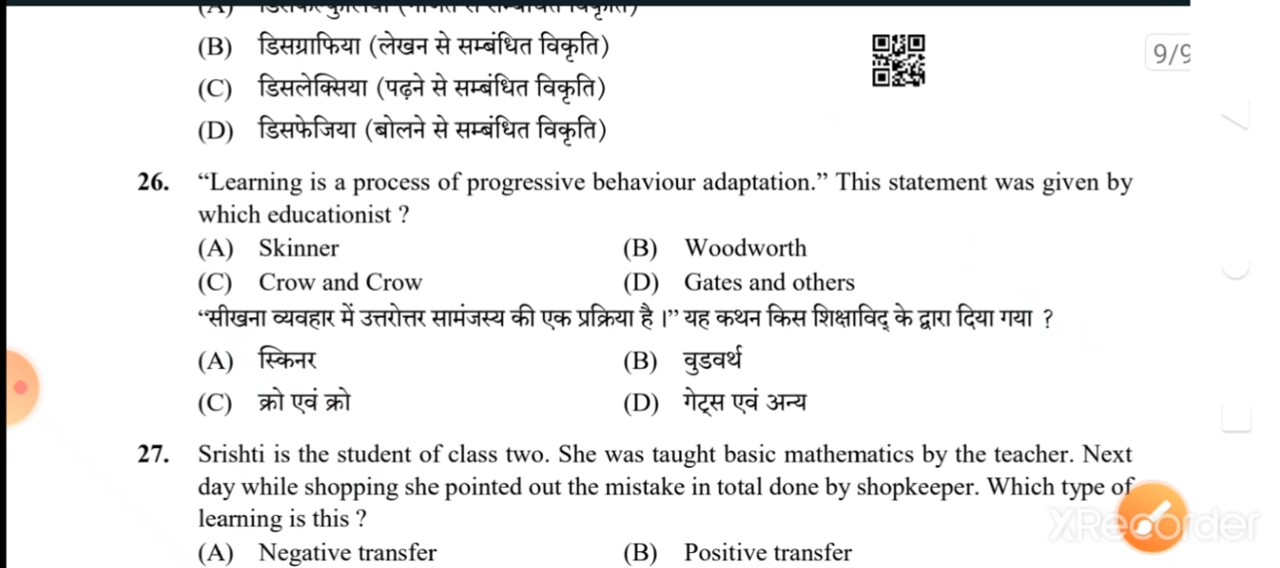 (B) डिसग्राफिया (लेखन से सम्बंधित विकृति)
9/9
(C) डिसलेक्सिया (पढ़ने से सम्बंधित विकृति)
(D) डिसफेजिया (बोलने से सम्बंधित विकृति)
26. “Learning is a process of progressive behaviour adaptation.” This statement was given by
which educationist ?
(A) Skinner (B) Woodworth
(C) Crow and Crow (D) Gates and others
“सीखना व्यवहार में उत्तरोत्तर सामंजस्य की एक प्रक्रिया है ।” यह कथन किस शिक्षाविद् के द्वारा दिया गया ?
(A) स्किनर (B) वुडवर्थ
(C) क्रो एवं क्रो (D) गेट्स एवं अन्य
27. Srishti is the student of class two. She was taught basic mathematics by the teacher. Next
day while shopping she pointed out the mistake in total done by shopkeeper. Which type of
learning is this ?
XRecorder
(A) Negative transfer (B) Positive transfer